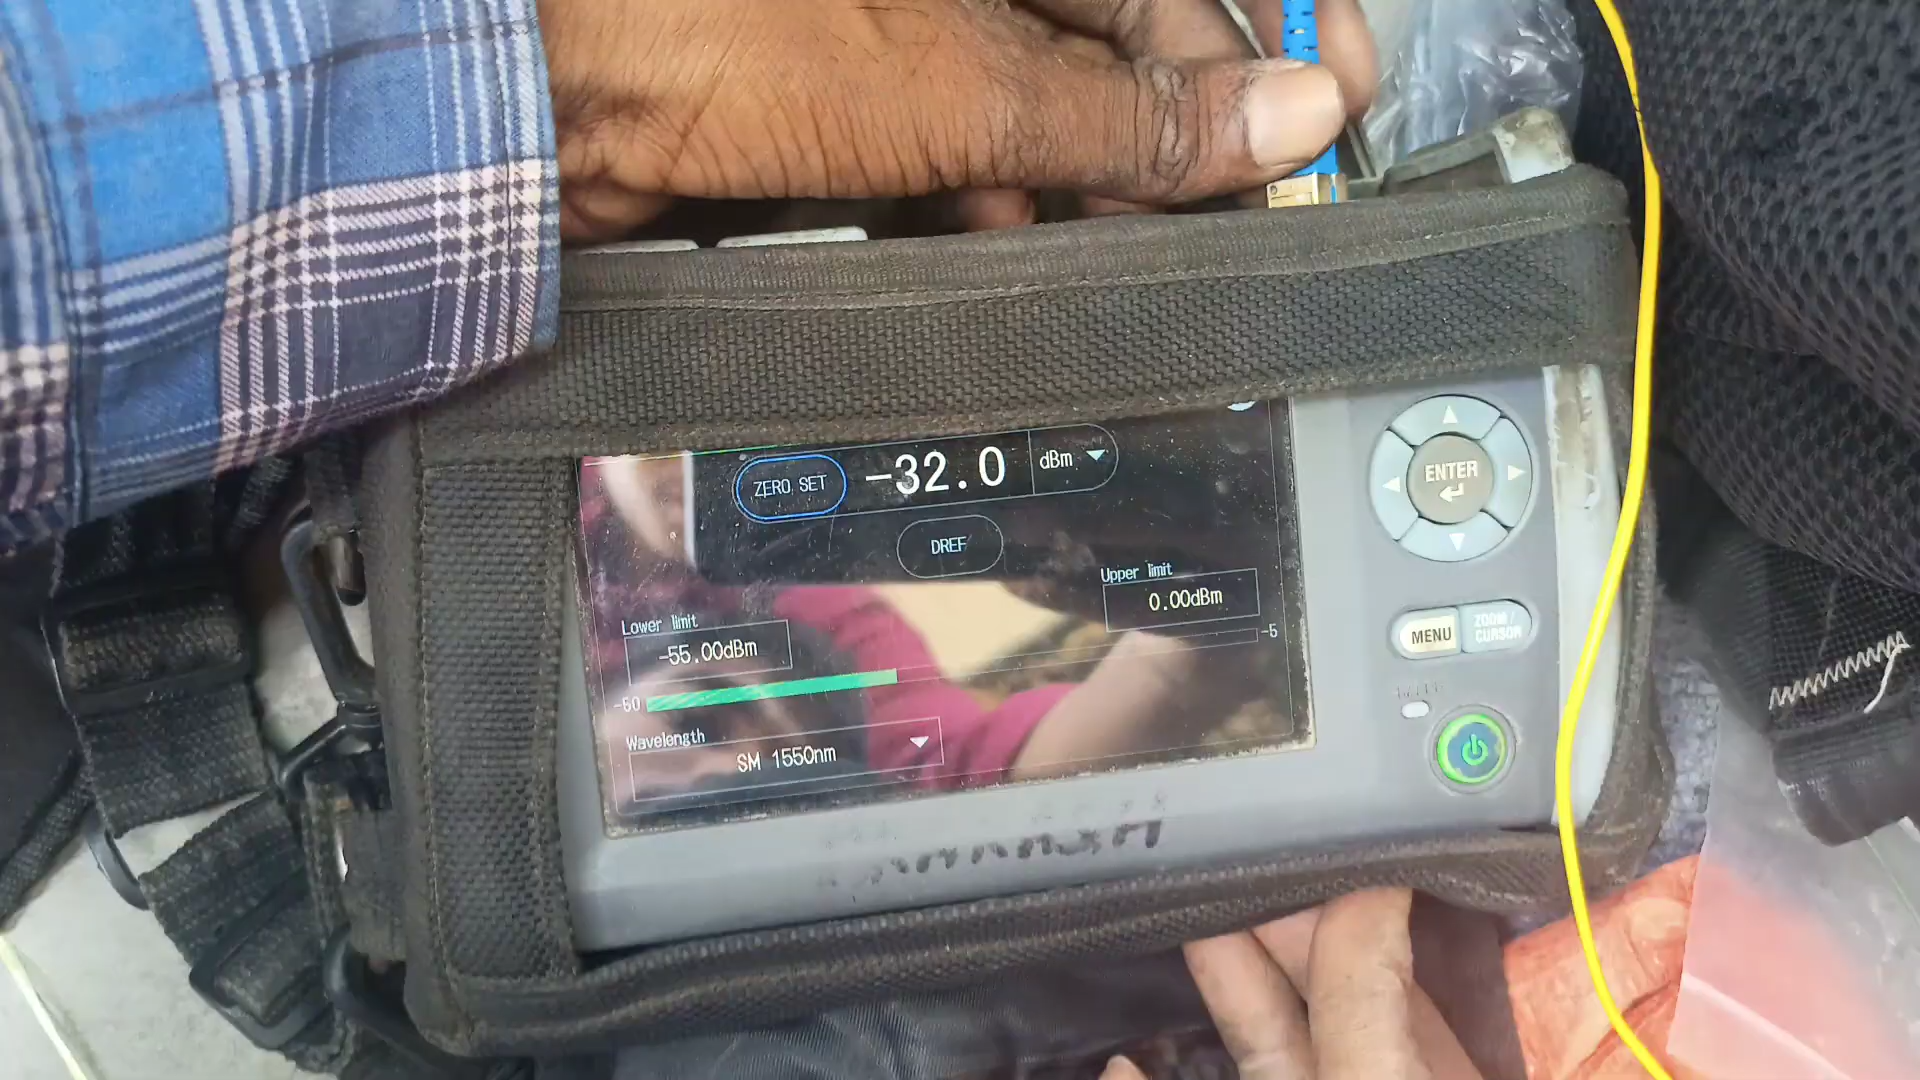 ZERO SET -32.0 dBm
DREF
Upper limit
0.00dBm
Lower limit
-55.00dBm
-5
-60
Wavelength
SM 1550nm
ENTER
MENU
ZOOM/
CURSOR